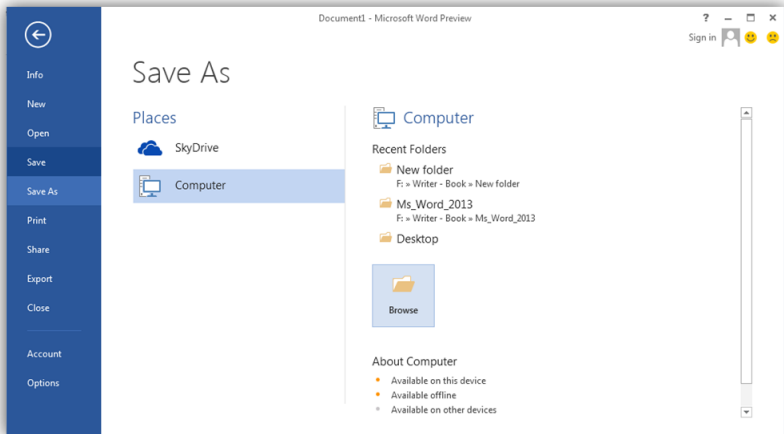 Document1 - Microsoft Word Preview
?
Sign in
Info
New
Open
Save
Save As
Print
Share
Export
Close
Account
Options
Save As
Places
SkyDrive
Computer
Computer
Recent Folders
New folder
F: » Writer - Book » New folder
Ms_Word_2013
F: » Writer - Book » Ms_Word_2013
Desktop
Browse
About Computer
Available on this device
Available offline
Available on other devices